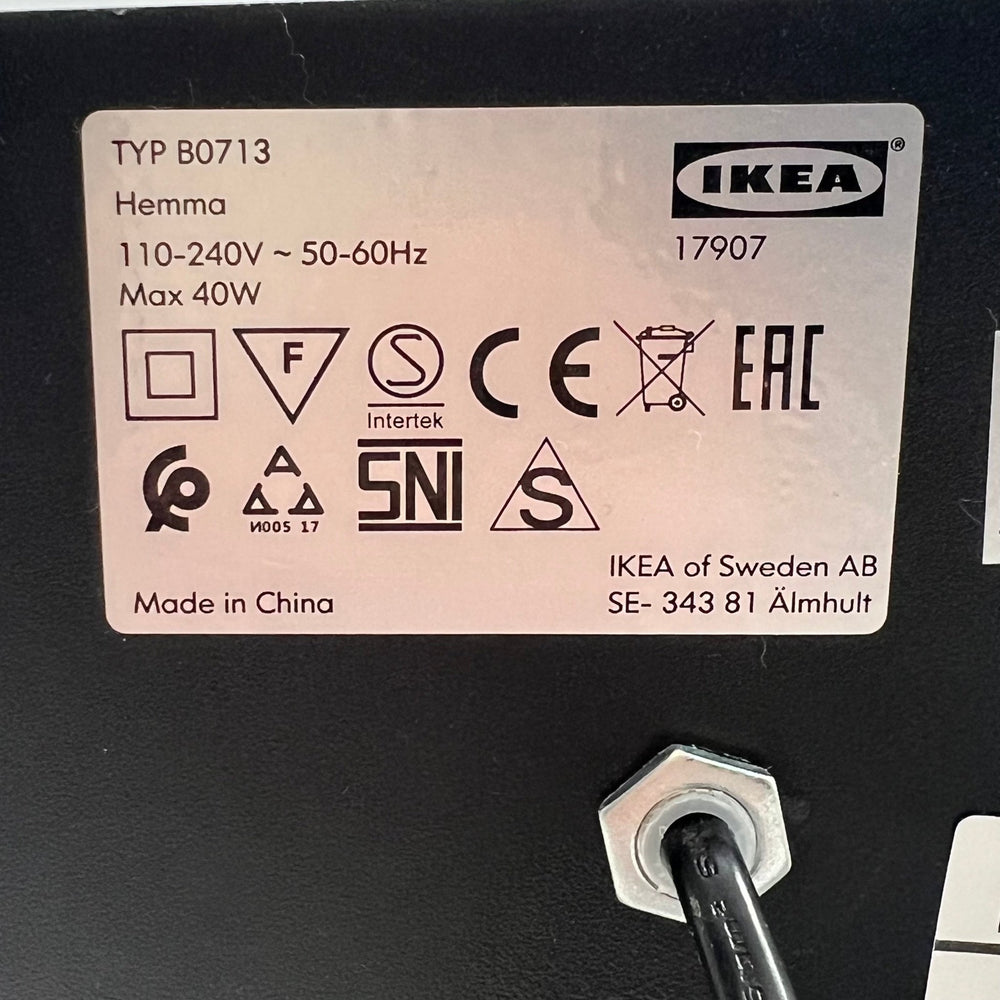 TYP B0713
Hemma
110-240V ~ 50-60Hz
Max 40W
IKEA®
17907
F
S
Intertek
CE
EAC
A
И005 17
SNI
S
Made in China
IKEA of Sweden AB
SE- 343 81 Älmhult